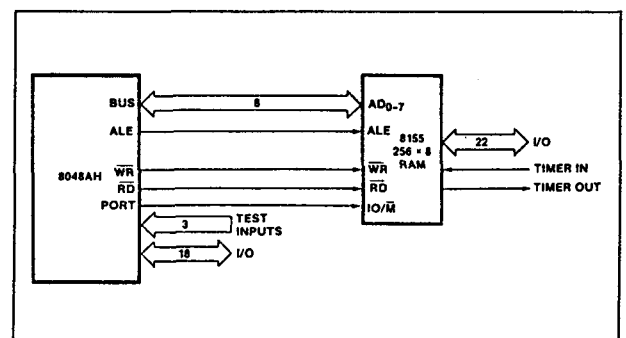 BUS
8
AD0-7
ALE
ALE
8155
256 × 8
RAM
22
I/O
8048AH
WR
WR
TIMER IN
RD
RD
TIMER OUT
PORT
IO/M
3
TEST
INPUTS
18
I/O